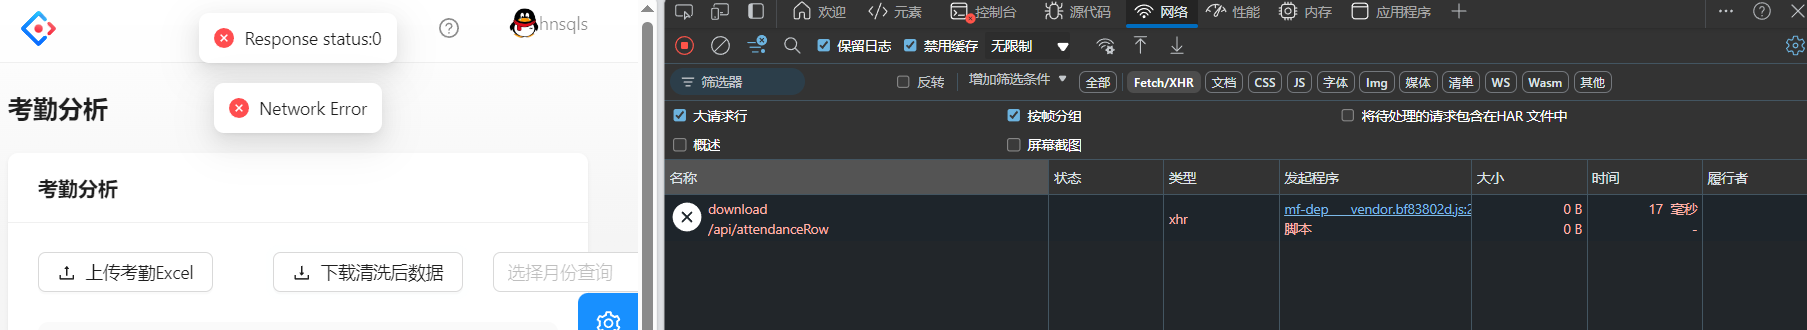 Response status:0
hnsqls
Network Error
考勤分析
考勤分析
上传考勤Excel
下载清洗后数据
选择月份查询
欢迎
元素
控制台
源代码
网络
性能
内存
应用程序
保留日志
禁用缓存
无限制
筛选器
反转
增加筛选条件
全部
Fetch/XHR
文档
CSS
JS
字体
Img
媒体
清单
WS
Wasm
其他
大请求行
按帧分组
将待处理的请求包含在HAR 文件中
概述
屏幕截图
名称
状态
类型
发起程序
大小
时间
履行者
download
/api/attendanceRow
xhr
mf-dep___vendor.bf83802d.js:2
脚本
0 B
0 B
17 毫秒
-